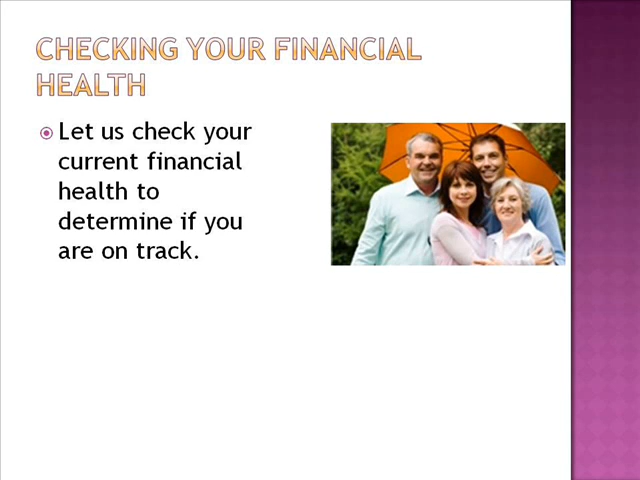 CHECKING YOUR FINANCIAL
HEALTH
Let us check your
current financial
health to
determine if you
are on track.